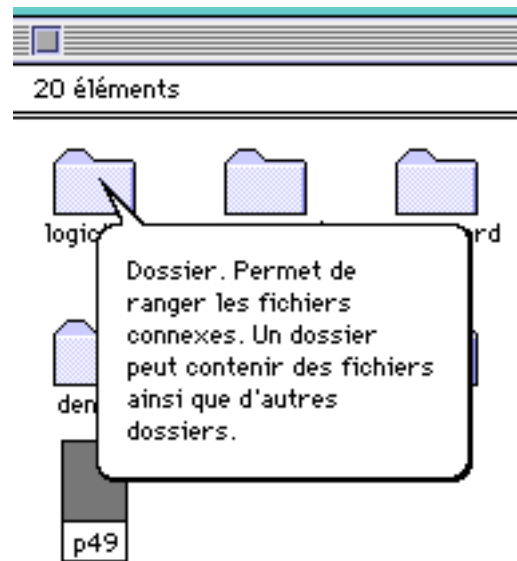 20 éléments
Dossier. Permet de
ranger les fichiers
connexes. Un dossier
peut contenir des fichiers
ainsi que d'autres
dossiers.
p49